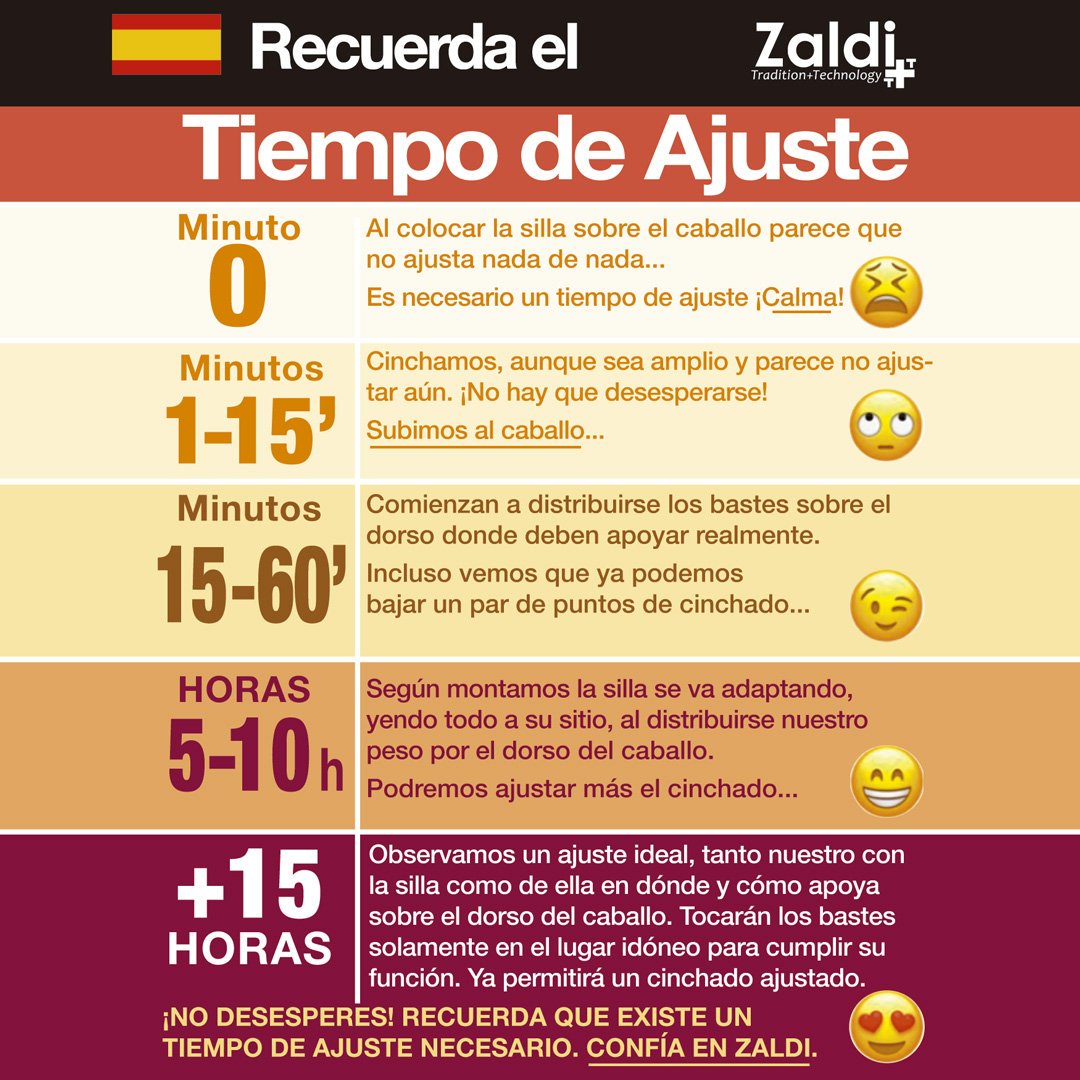 Recuerda el
Zaldi
Tradition+Technology
T
T T
Tiempo de Ajuste
Minuto
0
Al colocar la silla sobre el caballo parece que
no ajusta nada de nada...
Es necesario un tiempo de ajuste ¡Calma!
Minutos
1-15’
Cinchamos, aunque sea amplio y parece no ajus-
tar aún. ¡No hay que desesperarse!
Subimos al caballo...
Minutos
15-60’
Comienzan a distribuirse los bastes sobre el
dorso donde deben apoyar realmente.
Incluso vemos que ya podemos
bajar un par de puntos de cinchado...
HORAS
5-10 h
Según montamos la silla se va adaptando,
yendo todo a su sitio, al distribuirse nuestro
peso por el dorso del caballo.
Podremos ajustar más el cinchado...
+15
HORAS
Observamos un ajuste ideal, tanto nuestro con
la silla como de ella en dónde y cómo apoya
sobre el dorso del caballo. Tocarán los bastes
solamente en el lugar idóneo para cumplir su
función. Ya permitirá un cinchado ajustado.
¡NO DESESPERES! RECUERDA QUE EXISTE UN
TIEMPO DE AJUSTE NECESARIO. CONFÍA EN ZALDI.